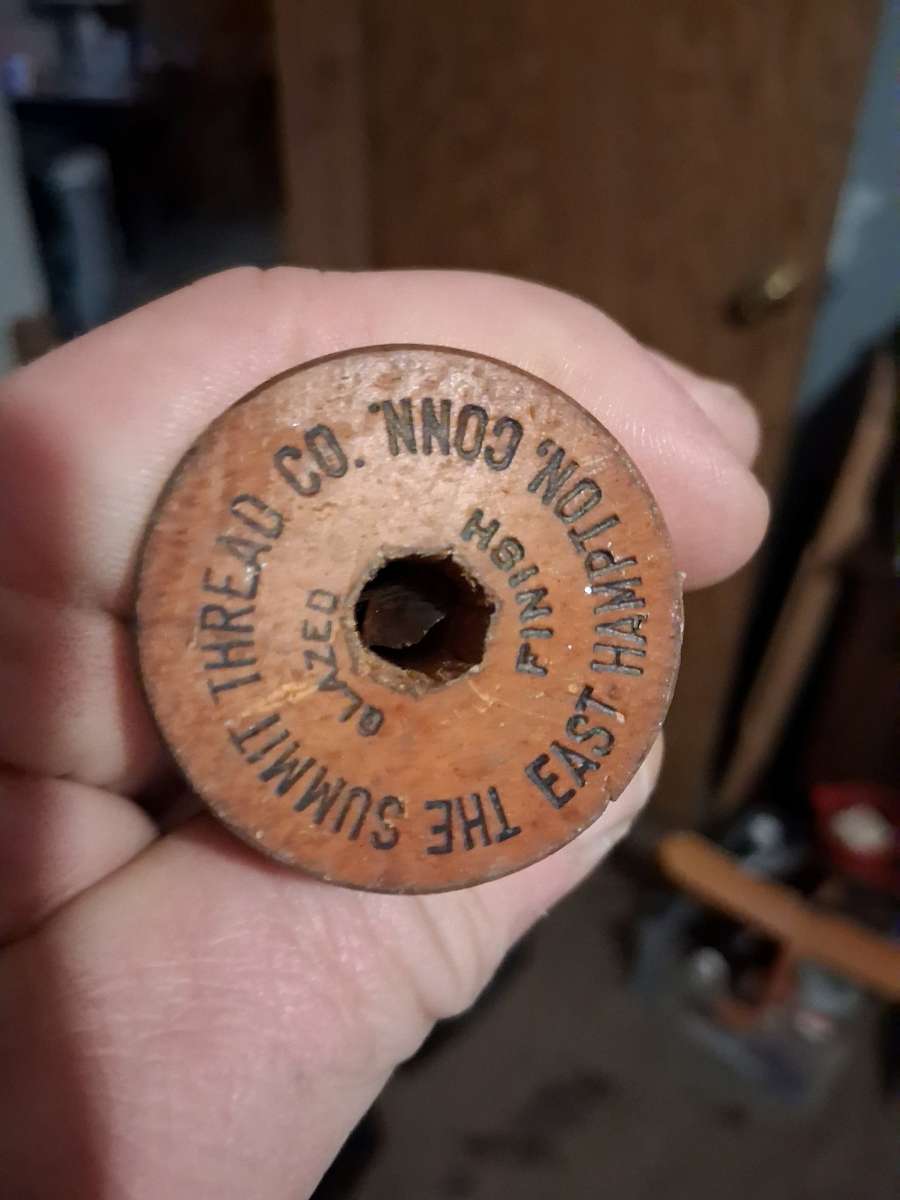 THE SUMMIT THREAD CO.
EAST HAMPTON, CONN.
GLAZED
FINISH